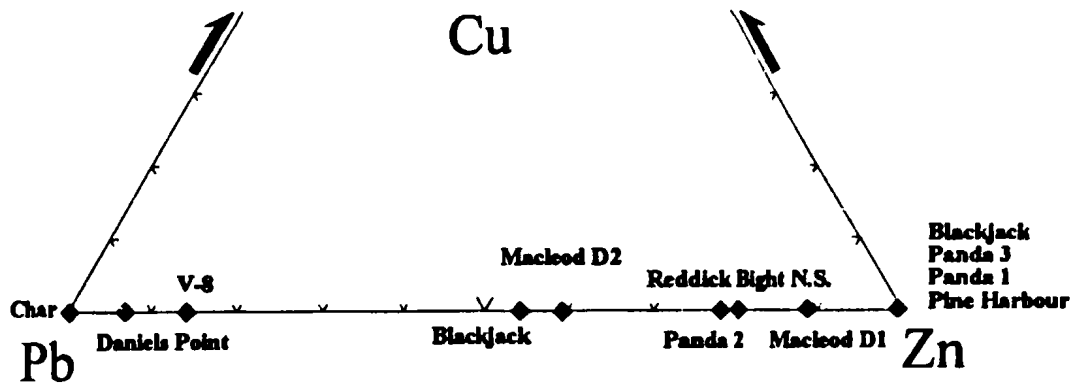 Cu
Blackjack
Panda 3
Panda 1
Pine Harbour
Macleod D2
V-8
Reddick Bight N.S.
Char
Daniels Point
Blackjack
Panda 2
Macleod D1
Pb
Zn